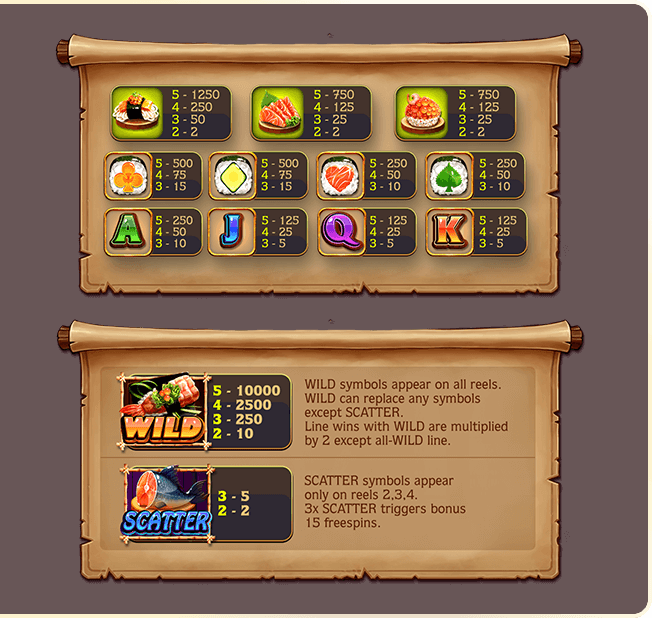 5 - 1250
4 - 250
3 - 50
2 - 2
5 - 750
4 - 125
3 - 25
2 - 2
5 - 750
4 - 125
3 - 25
2 - 2
5 - 500
4 - 75
3 - 15
5 - 500
4 - 75
3 - 15
5 - 250
4 - 50
3 - 10
5 - 250
4 - 50
3 - 10
A
5 - 250
4 - 50
3 - 10
J
5 - 125
4 - 25
3 - 5
Q
5 - 125
4 - 25
3 - 5
K
5 - 125
4 - 25
3 - 5
WILD
5 - 10000
4 - 2500
3 - 250
2 - 10
WILD symbols appear on all reels.
WILD can replace any symbols
except SCATTER.
Line wins with WILD are multiplied
by 2 except all-WILD line.
SCATTER
3 - 5
2 - 2
SCATTER symbols appear
only on reels 2,3,4.
3x SCATTER triggers bonus
15 freespins.